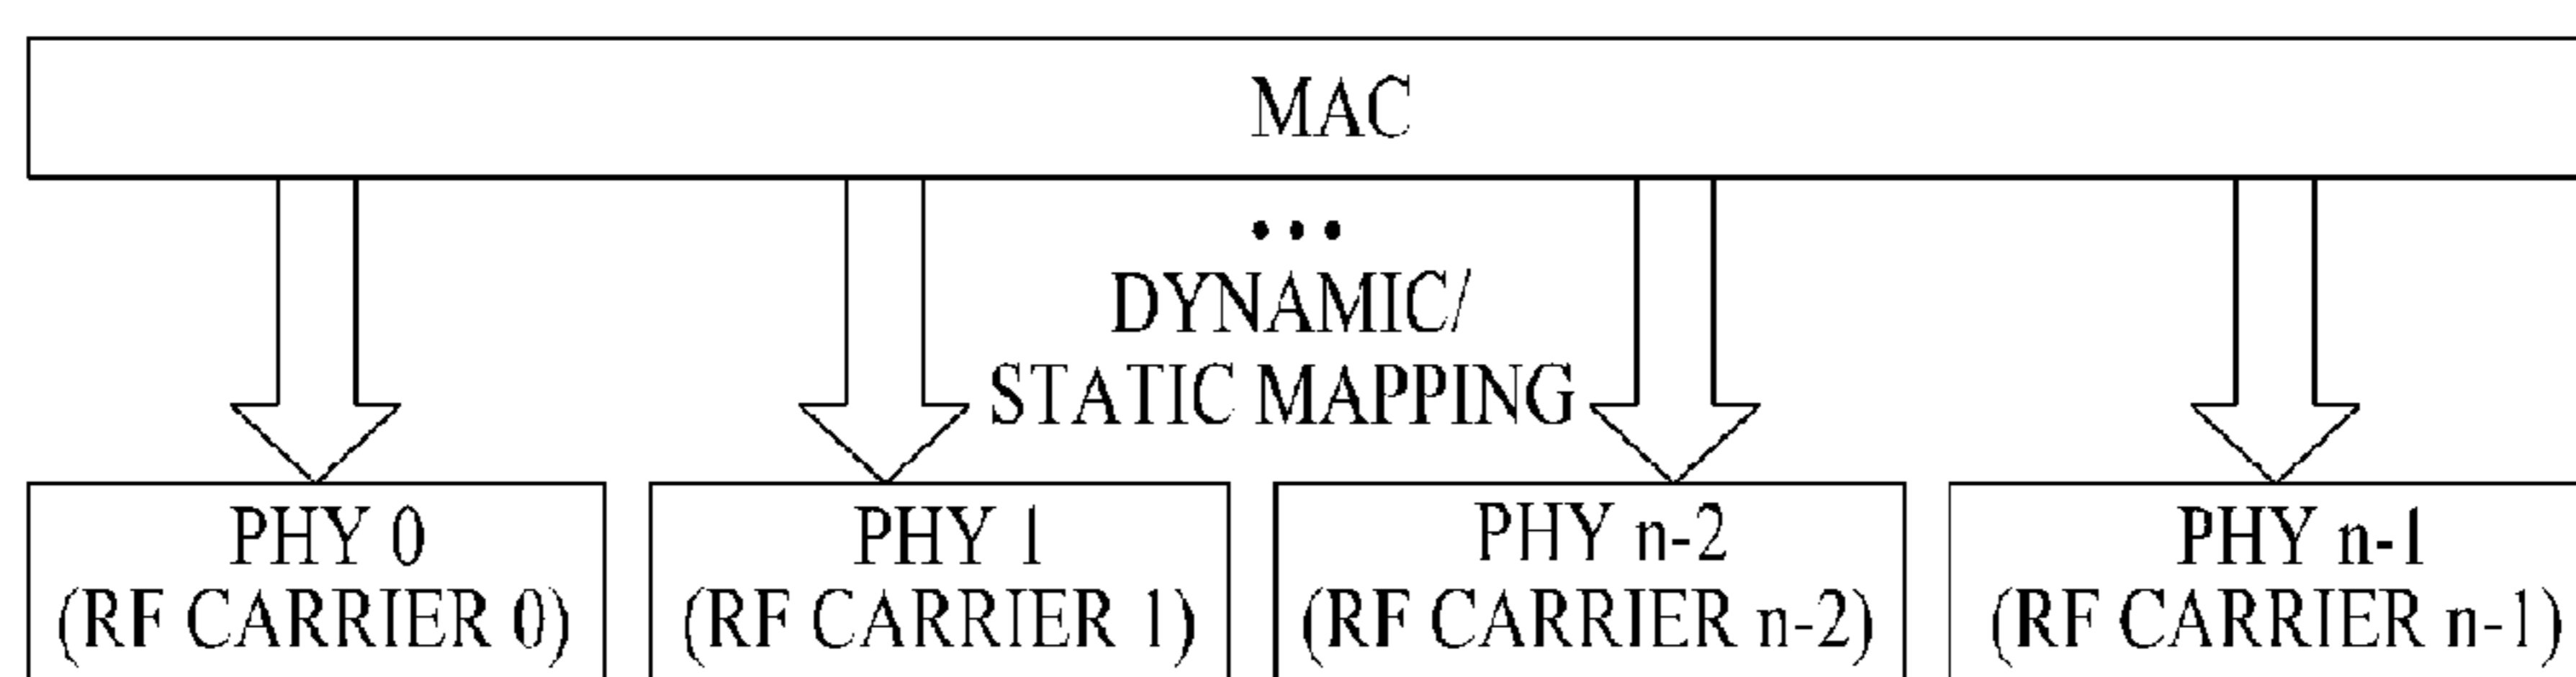 MAC
•••
DYNAMIC/
STATIC MAPPING
PHY 0
(RF CARRIER 0)
PHY 1
(RF CARRIER 1)
PHY n-2
(RF CARRIER n-2)
PHY n-1
(RF CARRIER n-1)